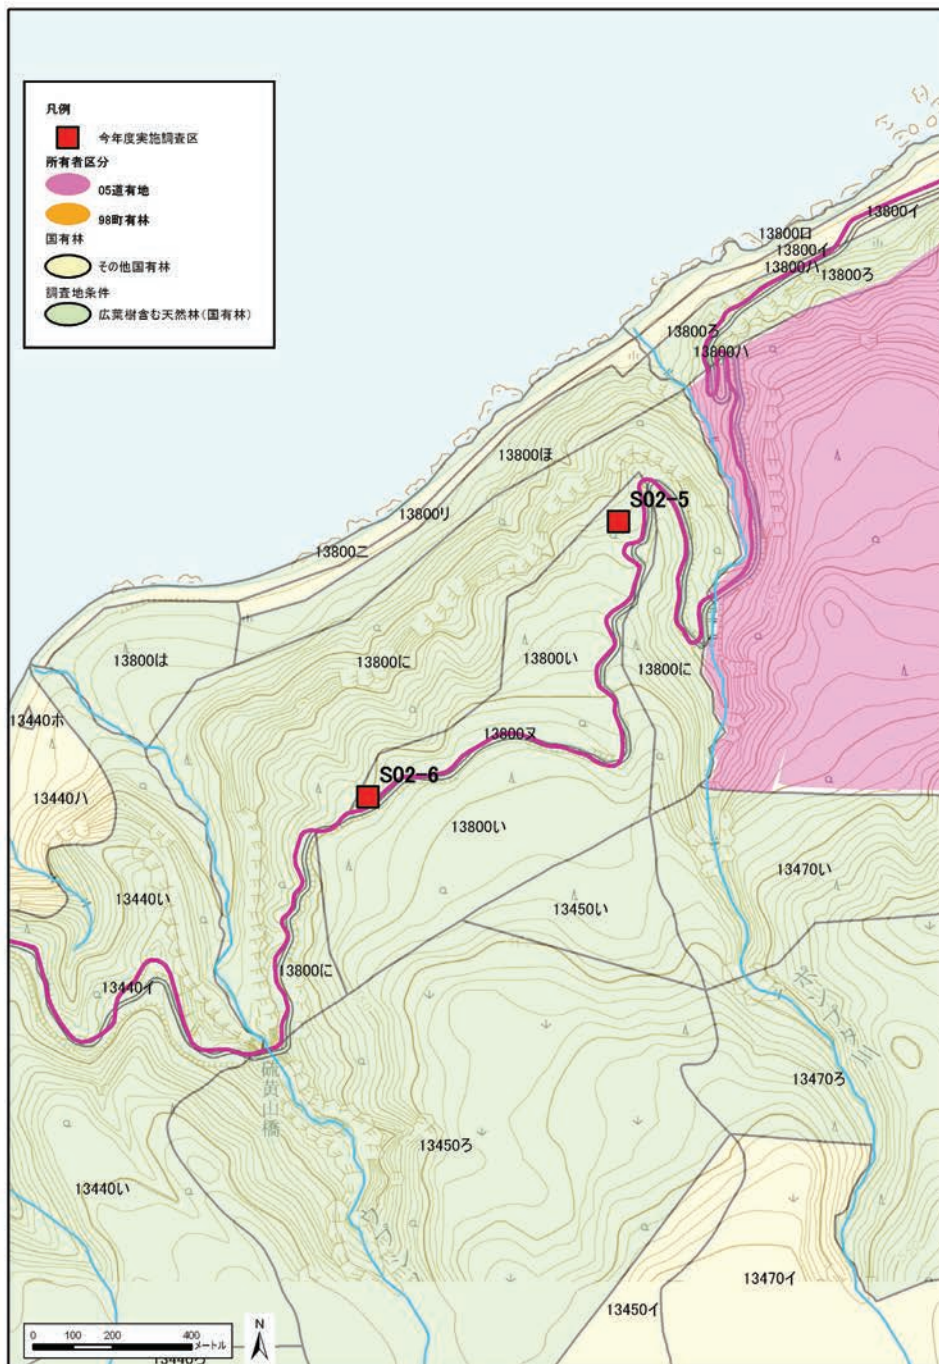 凡例
今年度実施調査区
所有者区分
05道有地
98町有林
国有林
その他国有林
調査地条件
広葉樹含む天然林(国有林)
13800イ
13800ロ
13800イ
13800ハ
13800ろ
13800ろ
13800ハ
13800ほ
S02-5
13800リ
13800ニ
13800は
13800に
13800い
13800に
13440ホ
13800ヌ
S02-6
13440ハ
13800い
13470い
13440い
13450い
13800に
13440イ
13470ろ
硫黄山橋
13450ろ
13440い
13470イ
13450イ
0 100 200 400
メートル
N